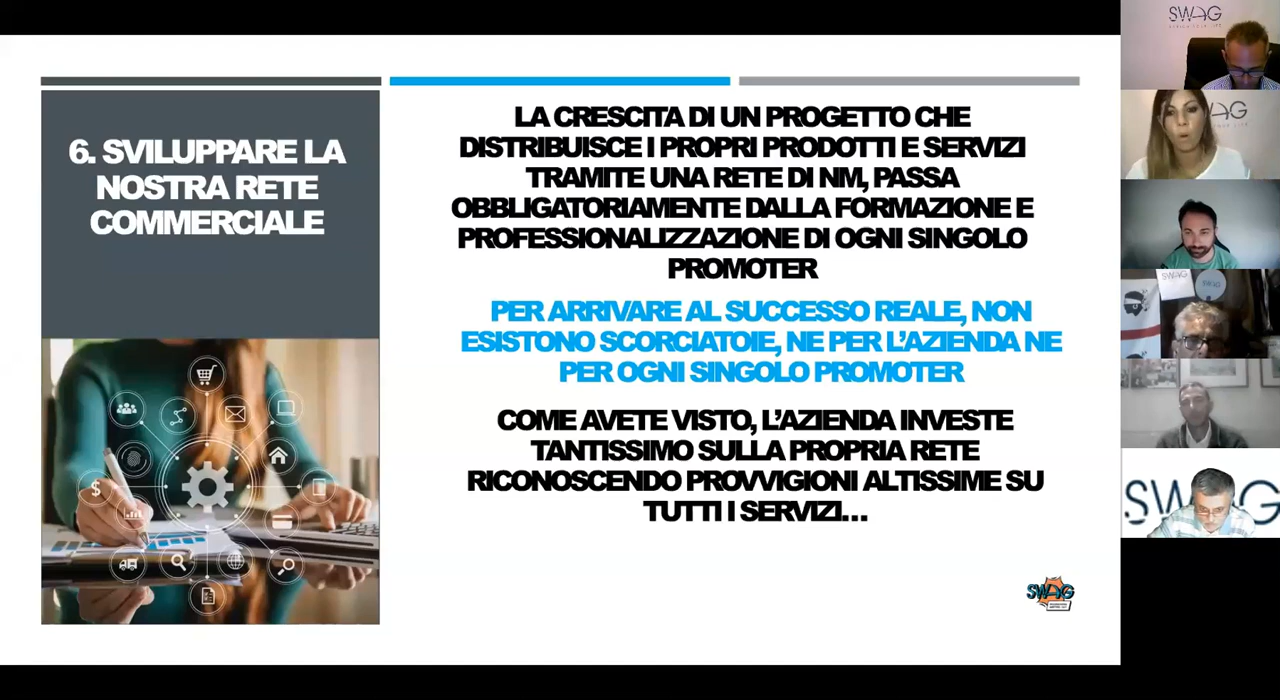 6. SVILUPPARE LA
NOSTRA RETE
COMMERCIALE
LA CRESCITA DI UN PROGETTO CHE
DISTRIBUISCE I PROPRI PRODOTTI E SERVIZI
TRAMITE UNA RETE DI NM, PASSA
OBBLIGATORIAMENTE DALLA FORMAZIONE E
PROFESSIONALIZZAZIONE DI OGNI SINGOLO
PROMOTER
PER ARRIVARE AL SUCCESSO REALE, NON
ESISTONO SCORCIATOIE, NE PER L'AZIENDA NE
PER OGNI SINGOLO PROMOTER
COME AVETE VISTO, L'AZIENDA INVESTE
TANTISSIMO SULLA PROPRIA RETE
RICONOSCENDO PROVVIGIONI ALTISSIME SU
TUTTI I SERVIZI...
SWAG
SWAG
SWAG
SWAG